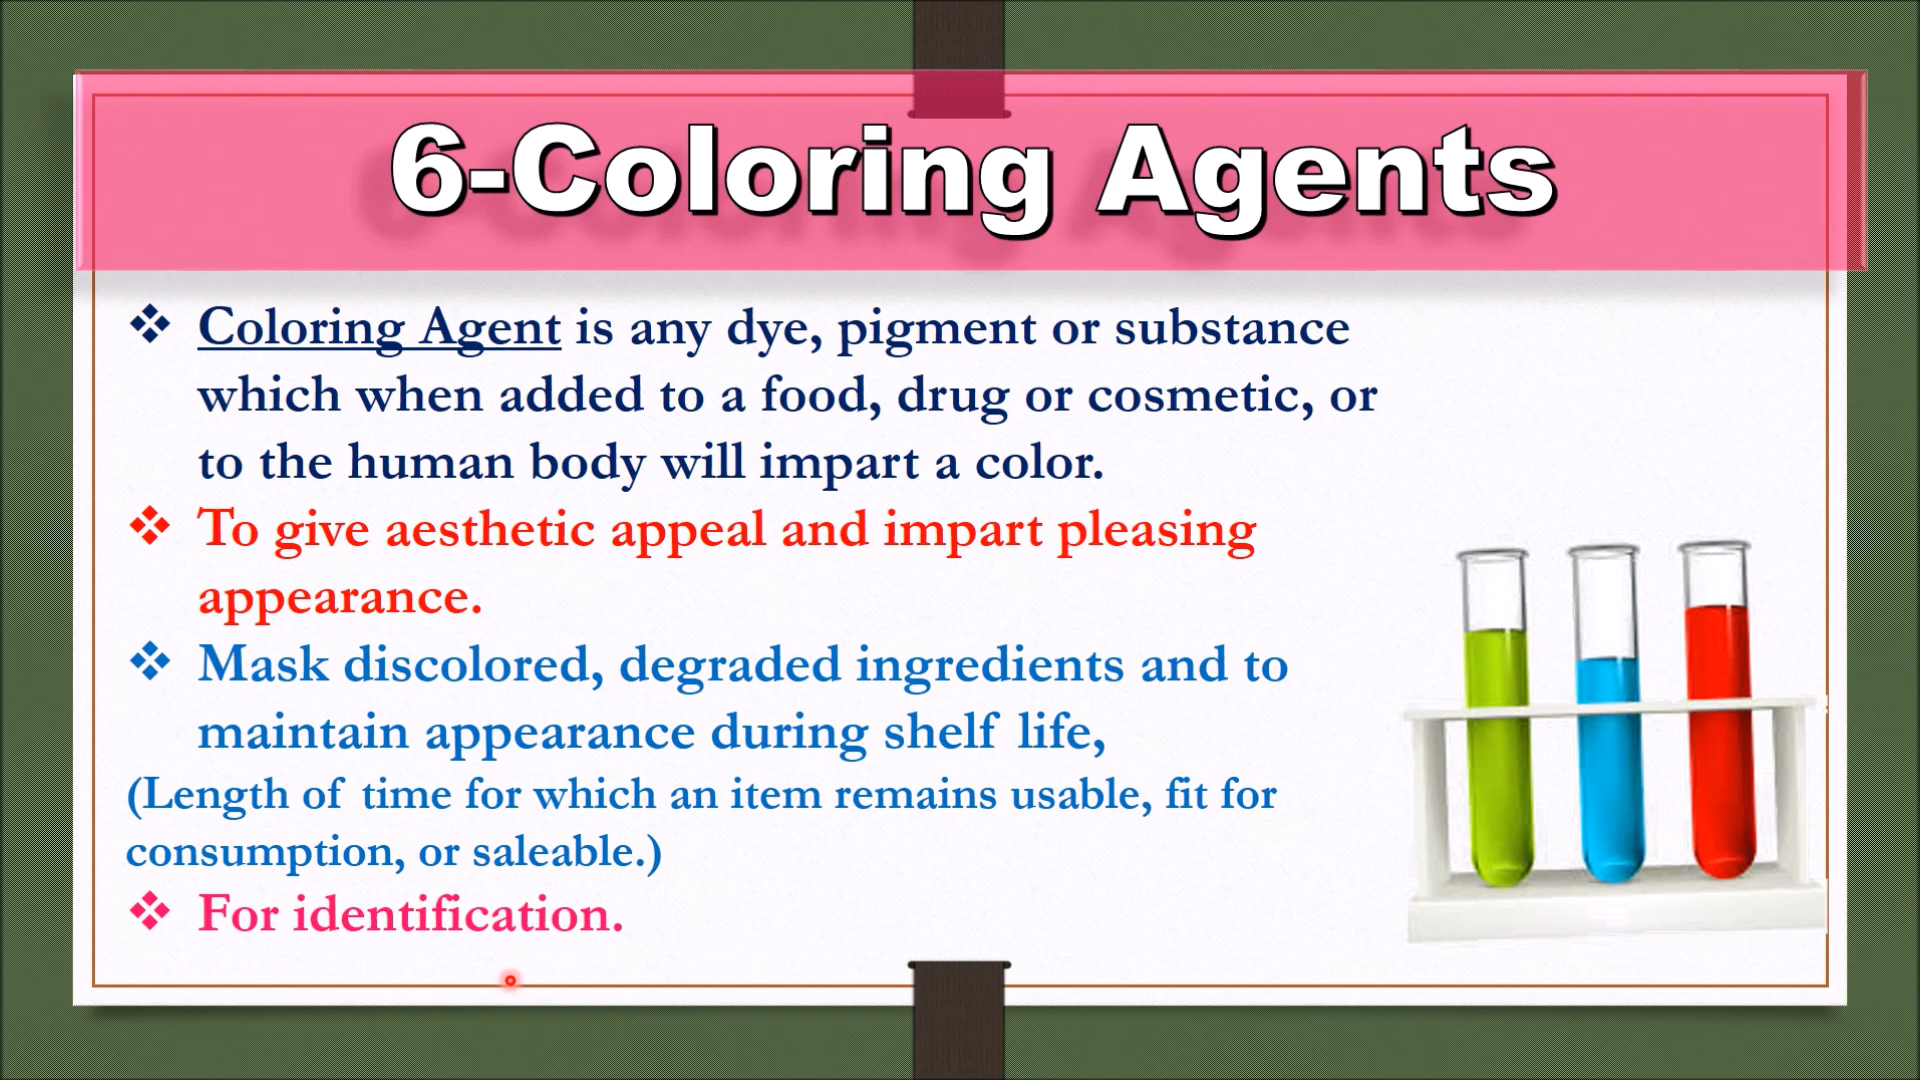 6-Coloring Agents
❖ Coloring Agent is any dye, pigment or substance
which when added to a food, drug or cosmetic, or
to the human body will impart a color.
❖ To give aesthetic appeal and impart pleasing
appearance.
❖ Mask discolored, degraded ingredients and to
maintain appearance during shelf life,
(Length of time for which an item remains usable, fit for
consumption, or saleable.)
❖ For identification.